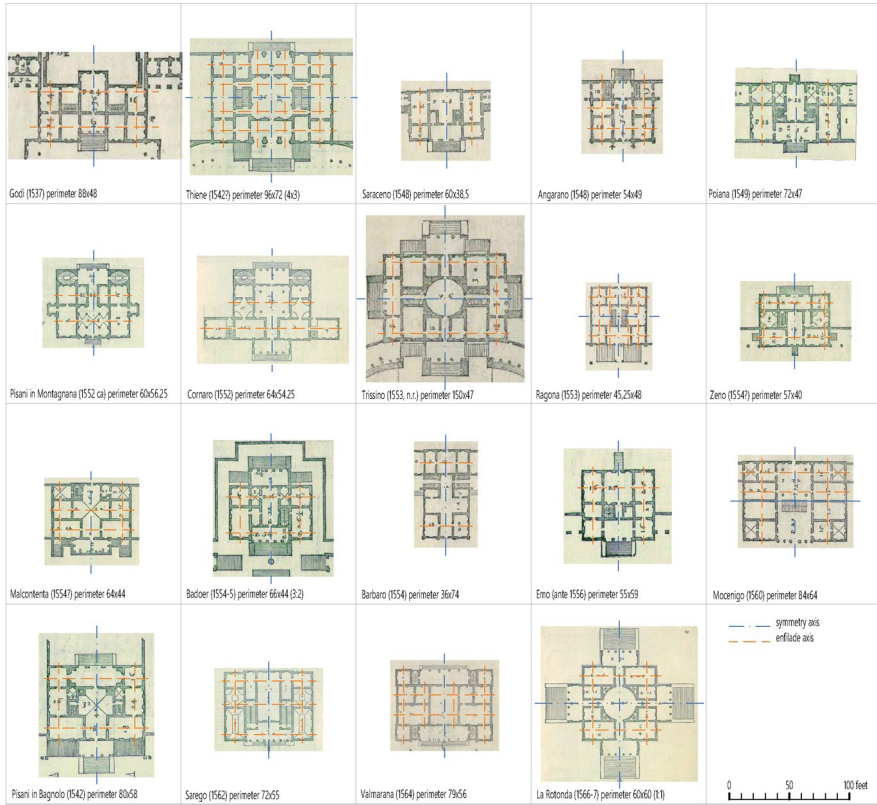 Godi (1537) perimeter 88x48
Thiene (1542?) perimeter 96x72 (4x3)
Saraceno (1548) perimeter 60x38,5
Angarano (1548) perimeter 54x49
Poiana (1549) perimeter 72x47
Pisani in Montagnana (1552 ca) perimeter 60x56.25
Cornaro (1552) perimeter 64x54.25
Trissino (1553, n.r.) perimeter 150x47
Ragona (1553) perimeter 45,25x48
Zeno (1554?) perimeter 57x40
Malcontenta (1554?) perimeter 64x44
Badoer (1554-5) perimeter 66x44 (3:2)
Barbaro (1554) perimeter 36x74
Emo (ante 1556) perimeter 55x59
Mocenigo (1560) perimeter 84x64
Pisani in Bagnolo (1542) perimeter 80x58
Sarego (1562) perimeter 72x55
Valmarana (1564) perimeter 79x56
La Rotonda (1566-7) perimeter 60x60 (1:1)
symmetry axis
enfilade axis
0 50 100 feet